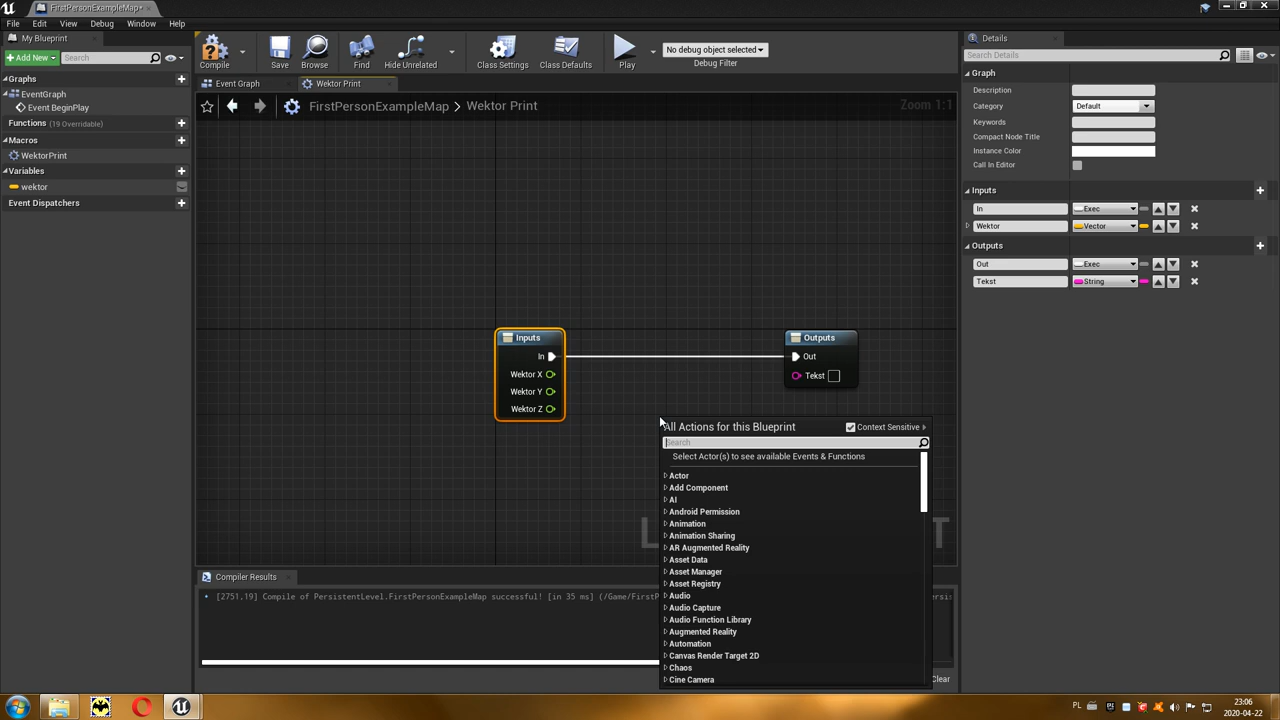 FirstPersonExampleMap*
File Edit View Debug Window Help
My Blueprint
Add New
Search
Graphs
EventGraph
Event BeginPlay
Functions (19 Overridable)
Macros
WektorPrint
Variables
wektor
Event Dispatchers
Compile
Save
Browse
Find
Hide Unrelated
Class Settings
Class Defaults
Play
No debug object selected
Debug Filter
Event Graph
Wektor Print
FirstPersonExampleMap > Wektor Print
Zoom 1:1
Inputs
In
Wektor X
Wektor Y
Wektor Z
Outputs
Out
Tekst
All Actions for this Blueprint
Context Sensitive
Search
Select Actor(s) to see available Events & Functions
Actor
Add Component
AI
Android Permission
Animation
Animation Sharing
AR Augmented Reality
Asset Data
Asset Manager
Asset Registry
Audio
Audio Capture
Audio Function Library
Augmented Reality
Automation
Canvas Render Target 2D
Chaos
Cine Camera
Compiler Results
[2751,19] Compile of PersistentLevel.FirstPersonExampleMap successful! [in 35 ms] (/Game/FirstP
Clear
Details
Search Details
Graph
Description
Category Default
Keywords
Compact Node Title
Instance Color
Call In Editor
Inputs
In Exec
Wektor Vector
Outputs
Out Exec
Tekst String
PL
23:06
2020-04-22